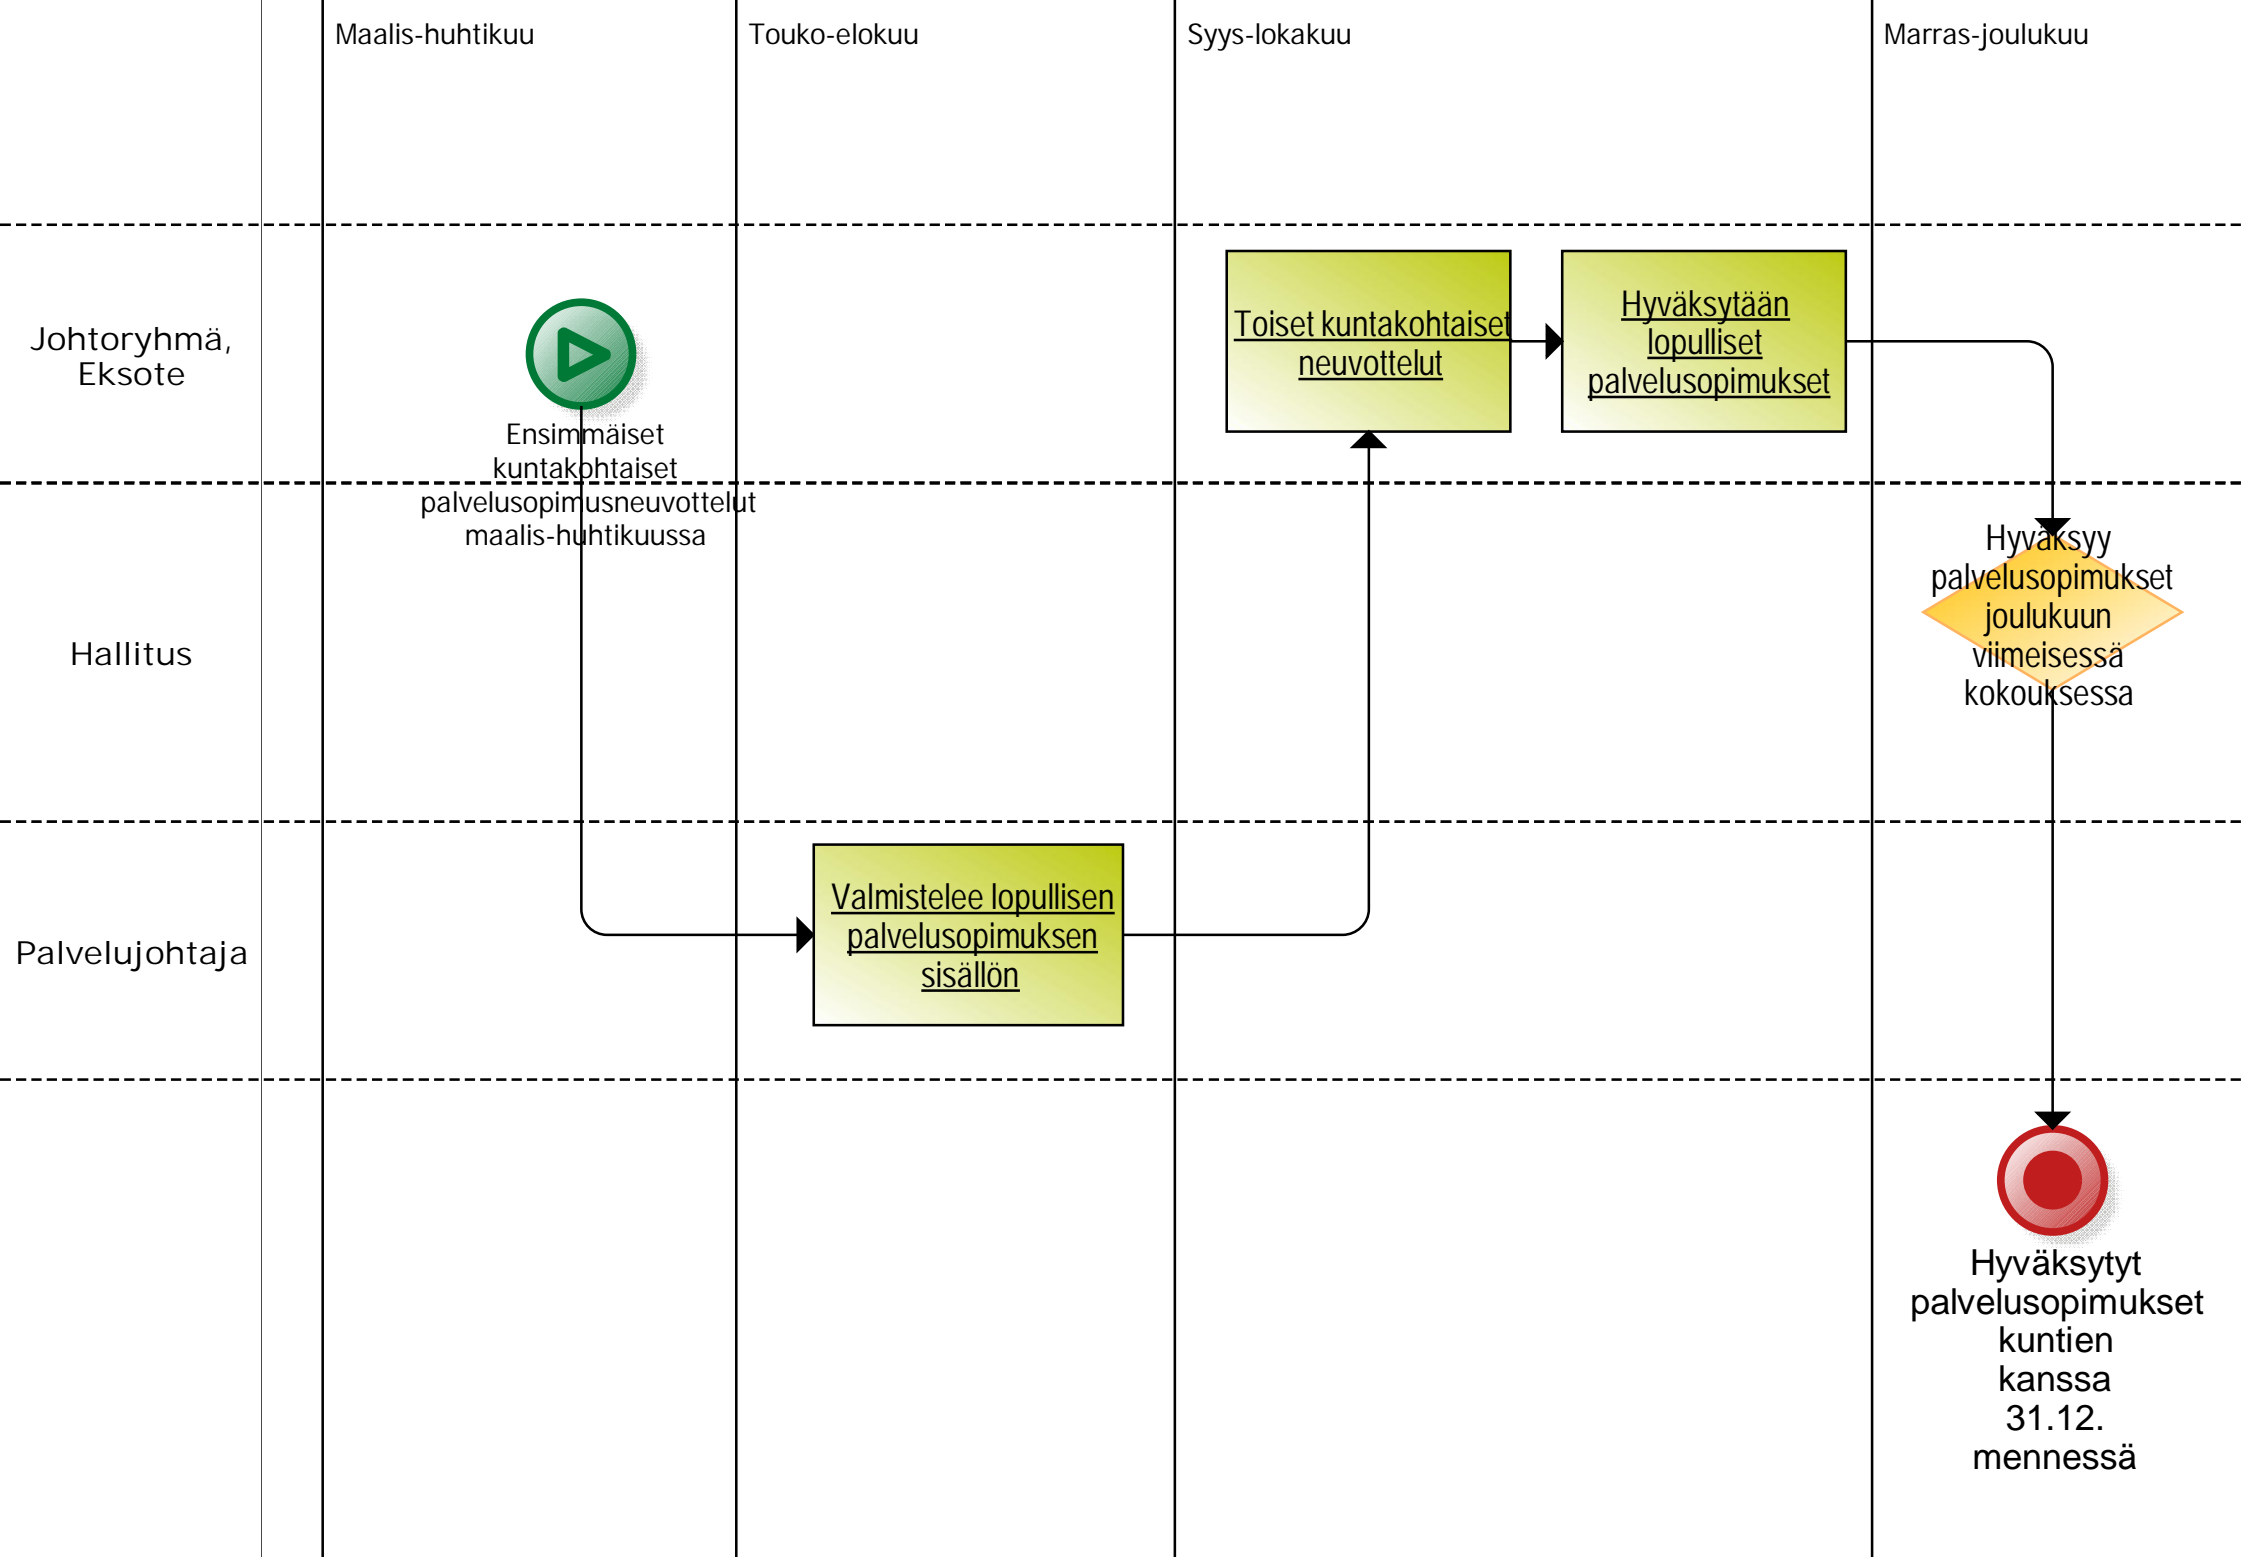 Maalis-huhtikuu
Touko-elokuu
Syys-lokakuu
Marras-joulukuu
Johtoryhmä,
Eksote
Ensimmäiset
kuntakohtaiset
palvelusopimusneuvottelut
maalis-huhtikuussa
Toiset kuntakohtaiset
neuvottelut
Hyväksytään
lopulliset
palvelusopimukset
Hallitus
Hyväksyy
palvelusopimukset
joulukuun
viimeisessä
kokouksessa
Palvelujohtaja
Valmistelee lopullisen
palvelusopimuksen
sisällön
Hyväksytyt
palvelusopimukset
kuntien
kanssa
31.12.
mennessä